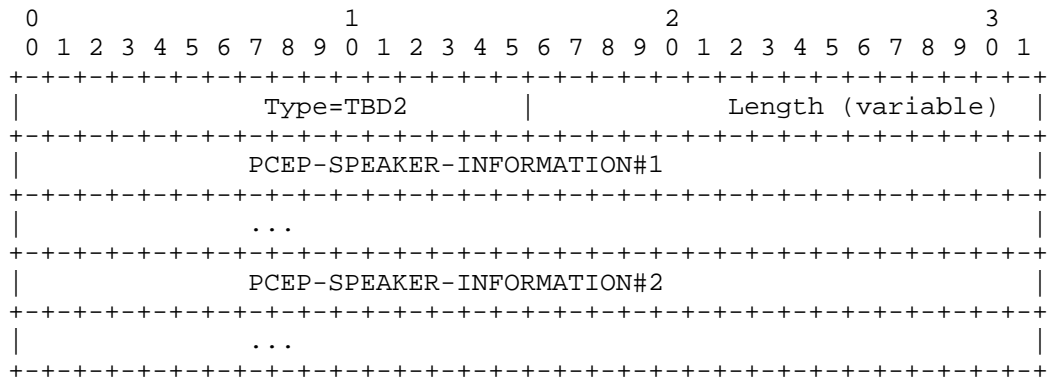 0                   1                   2                   3
 0 1 2 3 4 5 6 7 8 9 0 1 2 3 4 5 6 7 8 9 0 1 2 3 4 5 6 7 8 9 0 1
+-+-+-+-+-+-+-+-+-+-+-+-+-+-+-+-+-+-+-+-+-+-+-+-+-+-+-+-+-+-+-+-+
|               Type=TBD2       |            Length (variable)  |
+-+-+-+-+-+-+-+-+-+-+-+-+-+-+-+-+-+-+-+-+-+-+-+-+-+-+-+-+-+-+-+-+
|              PCEP-SPEAKER-INFORMATION#1                       |
+-+-+-+-+-+-+-+-+-+-+-+-+-+-+-+-+-+-+-+-+-+-+-+-+-+-+-+-+-+-+-+-+
|              ...                                              |
+-+-+-+-+-+-+-+-+-+-+-+-+-+-+-+-+-+-+-+-+-+-+-+-+-+-+-+-+-+-+-+-+
|              PCEP-SPEAKER-INFORMATION#2                       |
+-+-+-+-+-+-+-+-+-+-+-+-+-+-+-+-+-+-+-+-+-+-+-+-+-+-+-+-+-+-+-+-+
|              ...                                              |
+-+-+-+-+-+-+-+-+-+-+-+-+-+-+-+-+-+-+-+-+-+-+-+-+-+-+-+-+-+-+-+-+